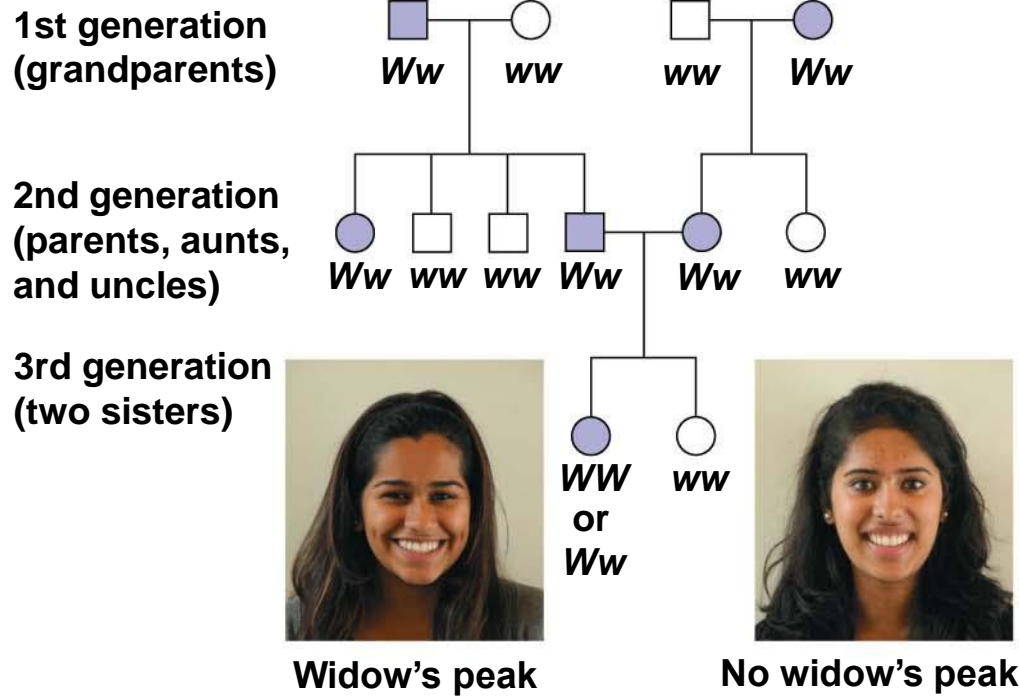 1st generation
(grandparents)
Ww ww ww Ww
2nd generation
(parents, aunts,
and uncles)
Ww ww ww Ww Ww ww
3rd generation
(two sisters)
WW
or
Ww
ww
Widow’s peak
No widow’s peak